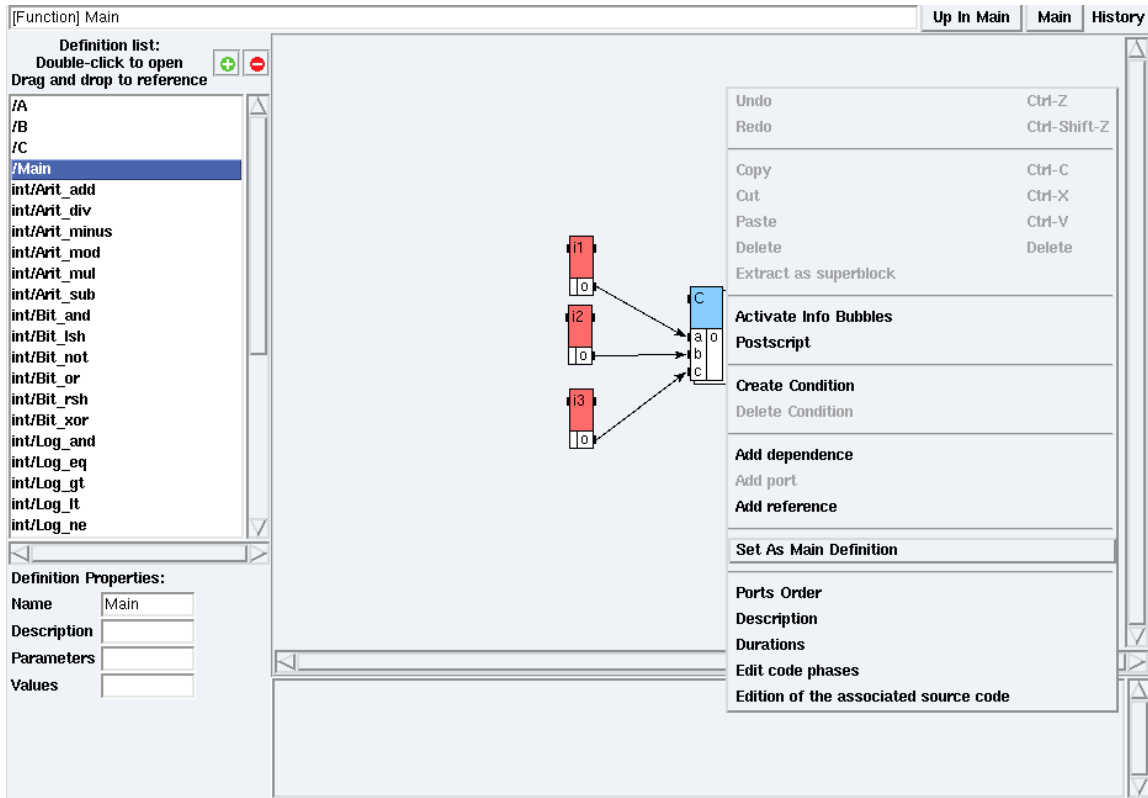 [Function] Main
Up In Main
Main
History
Definition list:
Double-click to open
Drag and drop to reference
/A
/B
/C
/Main
int/Arit_add
int/Arit_div
int/Arit_minus
int/Arit_mod
int/Arit_mul
int/Arit_sub
int/Bit_and
int/Bit_lsh
int/Bit_not
int/Bit_or
int/Bit_rsh
int/Bit_xor
int/Log_and
int/Log_eq
int/Log_gt
int/Log_lt
int/Log_ne
Definition Properties:
Name Main
Description
Parameters
Values
i1
o
i2
o
i3
o
C
a o
b
c
Undo Ctrl-Z
Redo Ctrl-Shift-Z
Copy Ctrl-C
Cut Ctrl-X
Paste Ctrl-V
Delete Delete
Extract as superblock
Activate Info Bubbles
Postscript
Create Condition
Delete Condition
Add dependence
Add port
Add reference
Set As Main Definition
Ports Order
Description
Durations
Edit code phases
Edition of the associated source code